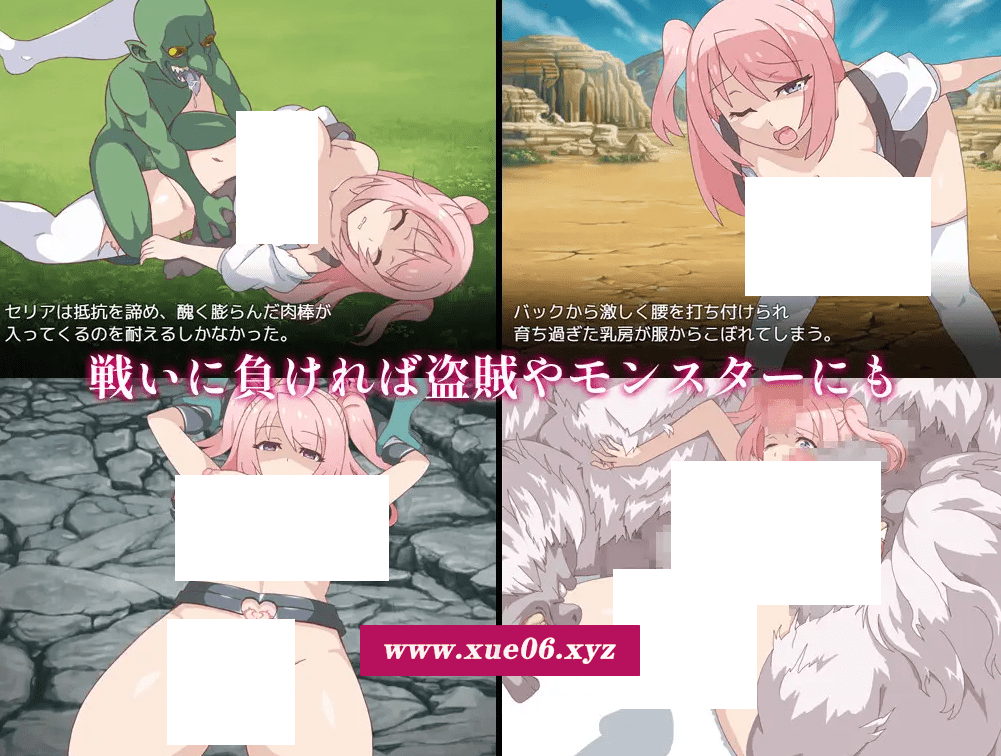 セリアは抵抗を諦め、醜く膨らんだ肉棒が
入ってくるのを耐えるしかなかった。
バックから激しく腰を打ち付けられ
育ち過ぎた乳房が服からこぼれてしまう。
戦いに負ければ盗賊やモンスターにも
www.xue06.xyz